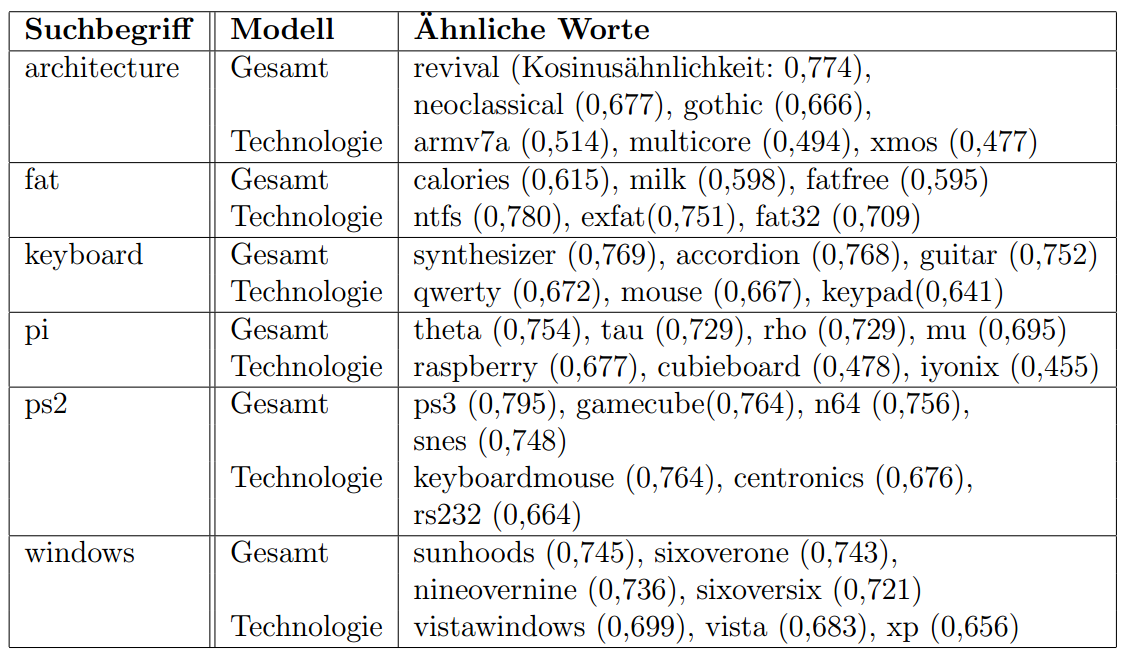 Suchbegriff Modell Ähnliche Worte
architecture Gesamt revival (Kosinusähnlichkeit: 0,774),
neoclassical (0,677), gothic (0,666),
Technologie armv7a (0,514), multicore (0,494), xmos (0,477)
fat Gesamt calories (0,615), milk (0,598), fatfree (0,595)
Technologie ntfs (0,780), exfat(0,751), fat32 (0,709)
keyboard Gesamt synthesizer (0,769), accordion (0,768), guitar (0,752)
Technologie qwerty (0,672), mouse (0,667), keypad(0,641)
pi Gesamt theta (0,754), tau (0,729), rho (0,729), mu (0,695)
Technologie raspberry (0,677), cubieboard (0,478), iyonix (0,455)
ps2 Gesamt ps3 (0,795), gamecube(0,764), n64 (0,756),
snes (0,748)
Technologie keyboardmouse (0,764), centronics (0,676),
rs232 (0,664)
windows Gesamt sunhoods (0,745), sixoverone (0,743),
nineovernine (0,736), sixoversix (0,721)
Technologie vistawindows (0,699), vista (0,683), xp (0,656)